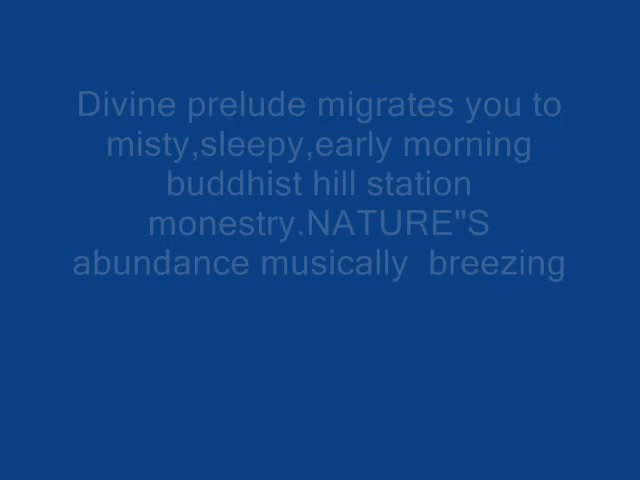 Divine prelude migrates you to
misty,sleepy,early morning
buddhist hill station
monestry.NATURE"S
abundance musically  breezing